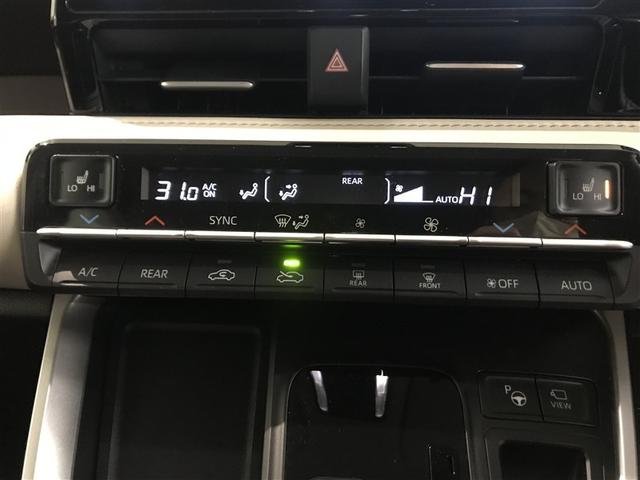 LO HI
31.0 A/C ON REAR AUTO HI
LO HI
SYNC
A/C REAR REAR FRONT OFF AUTO
P VIEW